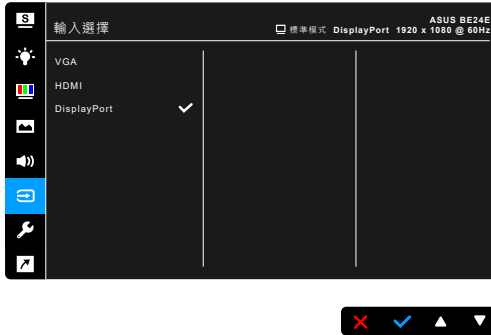 S
輸入選擇
標準模式 DisplayPort 1920 x 1080 @ 60Hz
ASUS BE24E
VGA
HDMI
DisplayPort